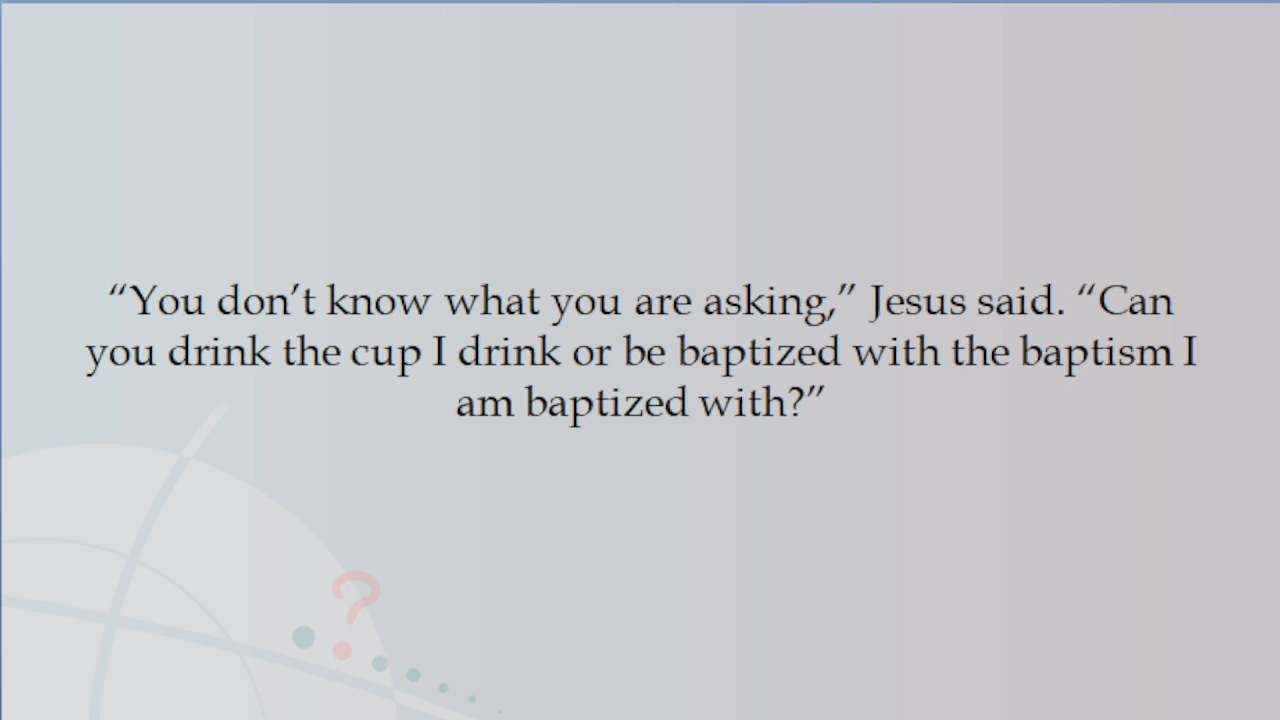 “You don’t know what you are asking,” Jesus said. “Can
you drink the cup I drink or be baptized with the baptism I
am baptized with?”
?